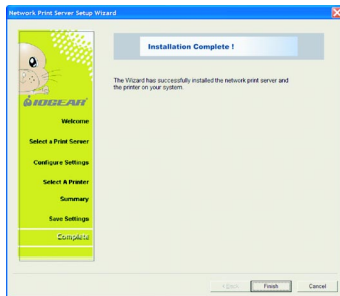 Network Print Server Setup Wizard
Installation Complete !
The Wizard has successfully installed the network print server and
the printer on your system.
IOGEAR
Welcome
Select a Print Server
Configure Settings
Select A Printer
Summary
Save Settings
Complete
Finish
Cancel